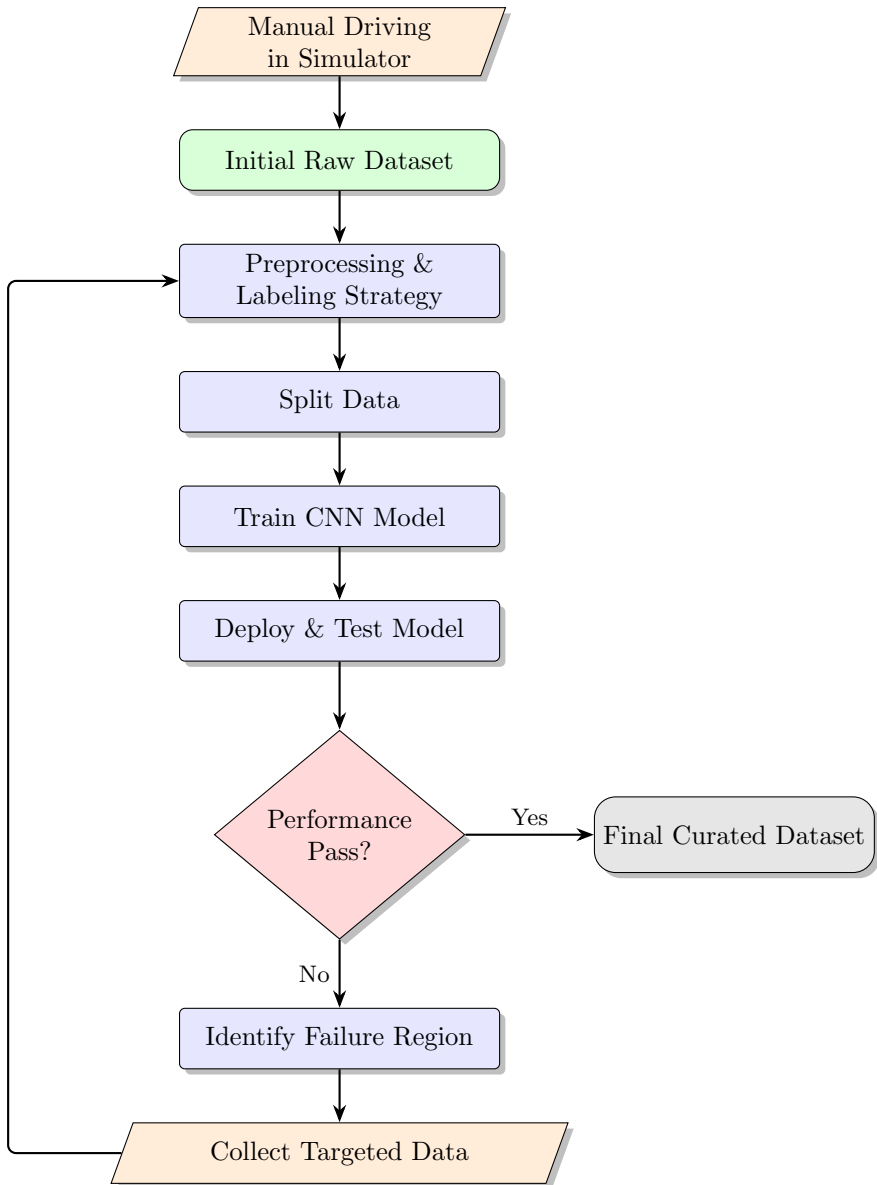 Manual Driving
in Simulator
Initial Raw Dataset
Preprocessing &
Labeling Strategy
Split Data
Train CNN Model
Deploy & Test Model
Performance
Pass?
Yes
Final Curated Dataset
No
Identify Failure Region
Collect Targeted Data